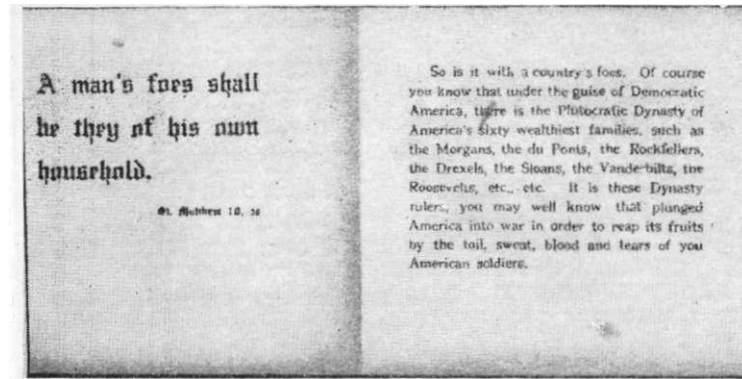 A man's foes shall
be they of his own
household.
St. Matthew 10, 36
So is it with a country's foes. Of course
you know that under the guise of Democratic
America, there is the Plutocratic Dynasty of
America's sixty wealthiest families, such as
the Morgans, the du Ponts, the Rockfellers,
the Drexels, the Sloans, the Vanderbilts, the
Roosevelts, etc., etc. It is these Dynasty
rulers, you may well know that plunged
America into war in order to reap its fruits
by the toil, sweat, blood and tears of you
American soldiers.